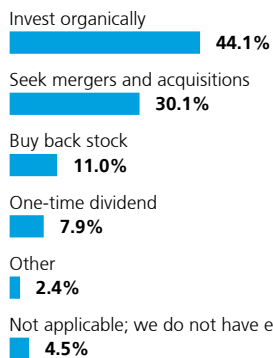 Invest organically
44.1%
Seek mergers and acquisitions
30.1%
Buy back stock
11.0%
One-time dividend
7.9%
Other
2.4%
Not applicable; we do not have
4.5%